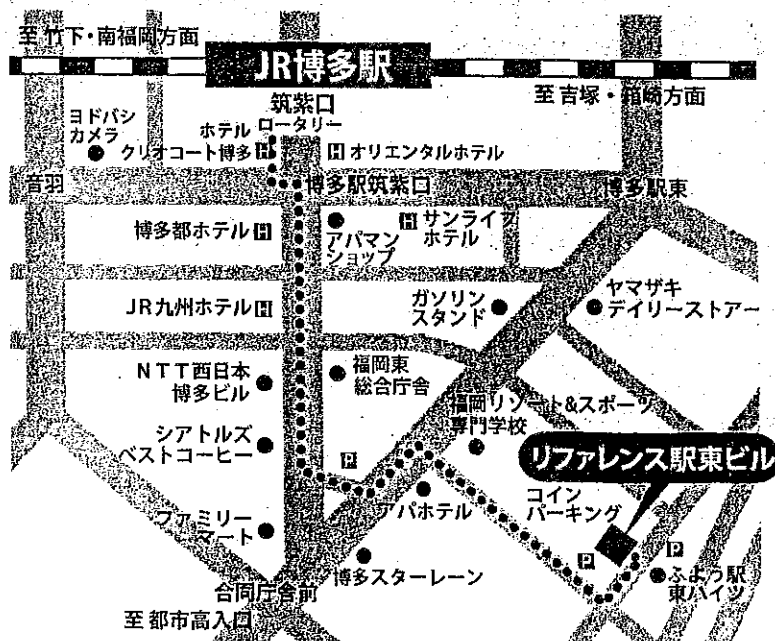 至 竹下・南福岡方面
JR博多駅
筑紫口
ロータリー
至 吉塚・箱崎方面
ヨドバシ
カメラ
ホテル
クリオコート博多 H
H オリエンタルホテル
音羽
博多駅筑紫口
博多駅東
博多都ホテル H
アパマン
ショップ
H サンライフ
ホテル
JR九州ホテル H
ガソリン
スタンド
ヤマザキ
デイリーストアー
NTT西日本
博多ビル
福岡東
総合庁舎
福岡リゾート&スポーツ
専門学校
シアトルズ
ベストコーヒー
P
リファレンス駅東ビル
アパホテル
コイン
パーキング
ファミリー
マート
P
P
博多スターレーン
ふよう駅
東ハイツ
合同庁舎前
至 都市高入口